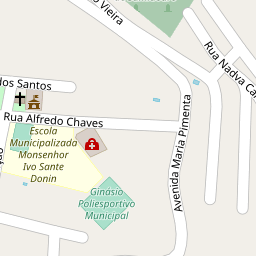 Vieira
Rua Nadva Ca
dos Santos
Rua Alfredo Chaves
Avenida Maria Pimenta
Escola
Municipalizada
Monsenhor
Ivo Sante
Donin
Ginásio
Poliesportivo
Municipal